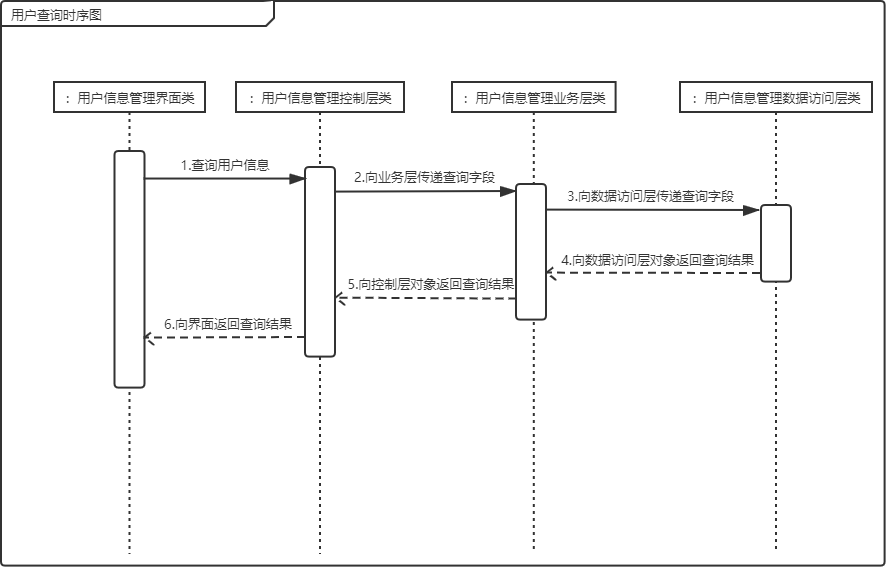 用户查询时序图
：用户信息管理界面类
：用户信息管理控制层类
：用户信息管理业务层类
：用户信息管理数据访问层类
1.查询用户信息
2.向业务层传递查询字段
3.向数据访问层传递查询字段
4.向数据访问层对象返回查询结果
5.向控制层对象返回查询结果
6.向界面返回查询结果